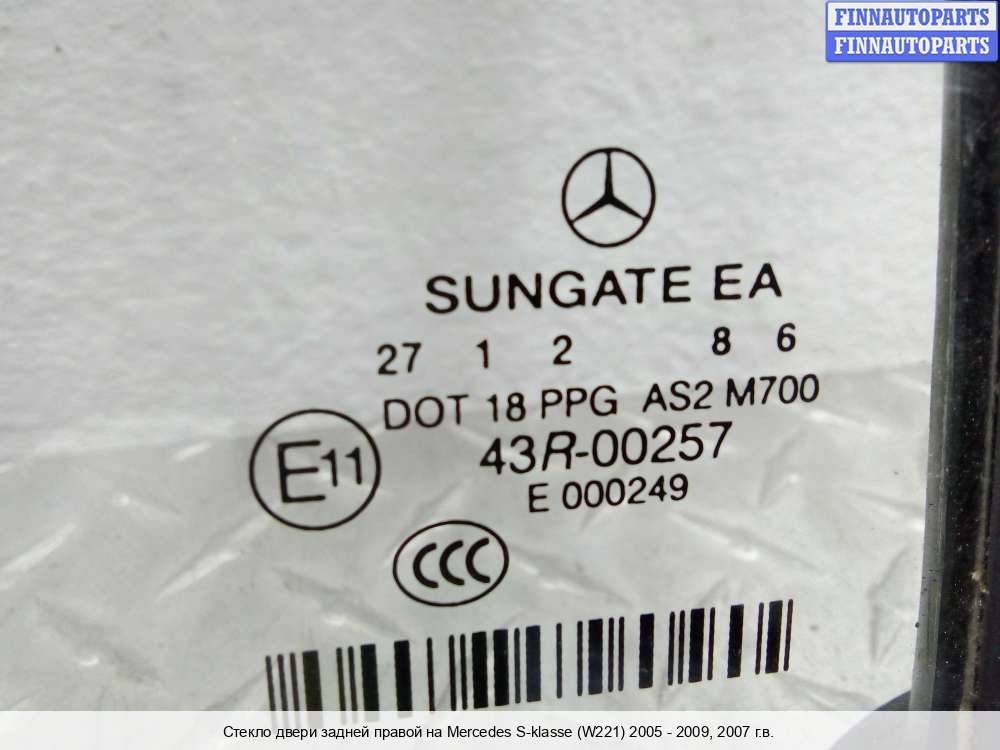 FINNAUTOPARTS
FINNAUTOPARTS
SUNGATE EA
27 1 2 8 6
DOT 18 PPG AS2 M700
E11
43R-00257
E 000249
CCC
Стекло двери задней правой на Mercedes S-klasse (W221) 2005 - 2009, 2007 г.в.